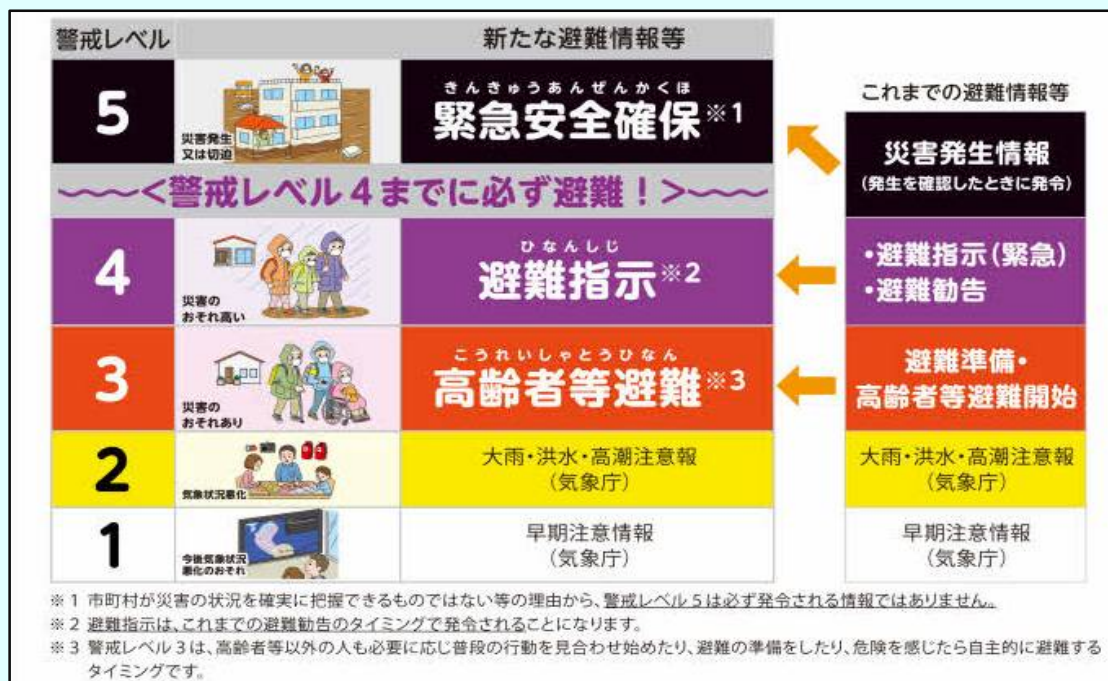 警戒レベル
新たな避難情報等
これまでの避難情報等
5
災害発生
又は切迫
きんきゅうあんぜんかくほ
緊急安全確保※1
災害発生情報
(発生を確認したときに発令)
〜〜〜<警戒レベル4までに必ず避難!>〜〜〜
4
災害の
おそれ高い
ひなんしじ
避難指示※2
・避難指示(緊急)
・避難勧告
3
災害の
おそれあり
こうれいしゃとうひなん
高齢者等避難※3
避難準備・
高齢者等避難開始
2
気象状況悪化
大雨・洪水・高潮注意報
(気象庁)
大雨・洪水・高潮注意報
(気象庁)
1
今後気象状況
悪化のおそれ
早期注意情報
(気象庁)
早期注意情報
(気象庁)
※1 市町村が災害の状況を確実に把握できるものではない等の理由から、警戒レベル5は必ず発令される情報ではありません。
※2 避難指示は、これまでの避難勧告のタイミングで発令されることになります。
※3 警戒レベル3は、高齢者等以外の人も必要に応じ普段の行動を見合わせ始めたり、避難の準備をしたり、危険を感じたら自主的に避難する
タイミングです。